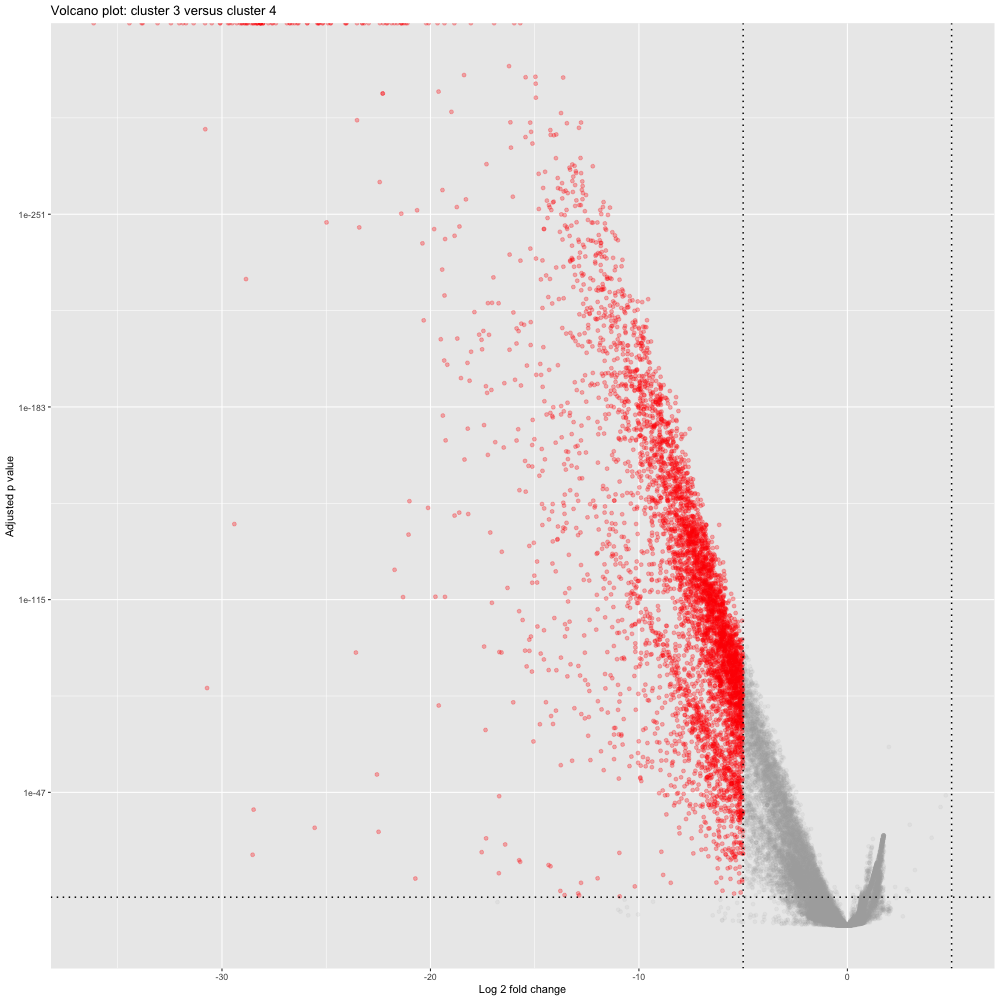 Volcano plot: cluster 3 versus cluster 4
1e-251
1e-183
1e-115
1e-47
Adjusted p value
-30
-20
-10
0
Log 2 fold change